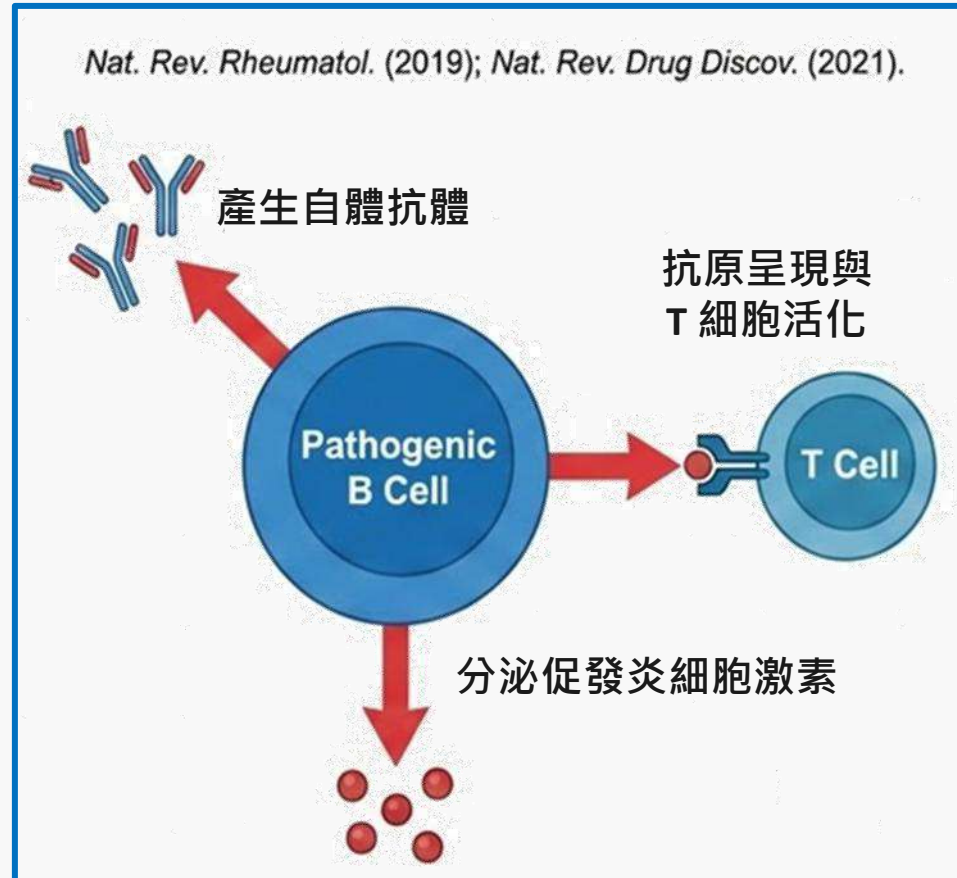 Nat. Rev. Rheumatol. (2019); Nat. Rev. Drug Discov. (2021).
產生自體抗體
抗原呈現與
T 細胞活化
Pathogenic
B Cell
T Cell
分泌促發炎細胞激素